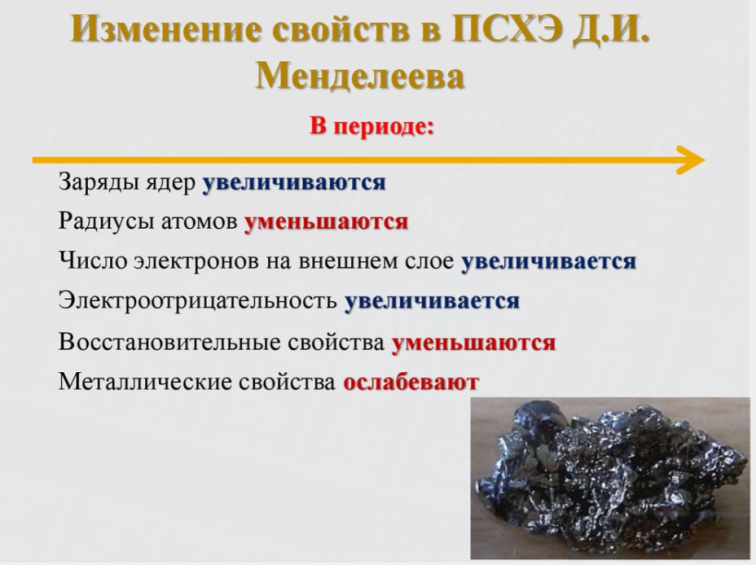 Изменение свойств в ПСХЭ Д.И.
Менделеева
В периоде:
Заряды ядер увеличиваются
Радиусы атомов уменьшаются
Число электронов на внешнем слое увеличивается
Электроотрицательность увеличивается
Восстановительные свойства уменьшаются
Металлические свойства ослабевают